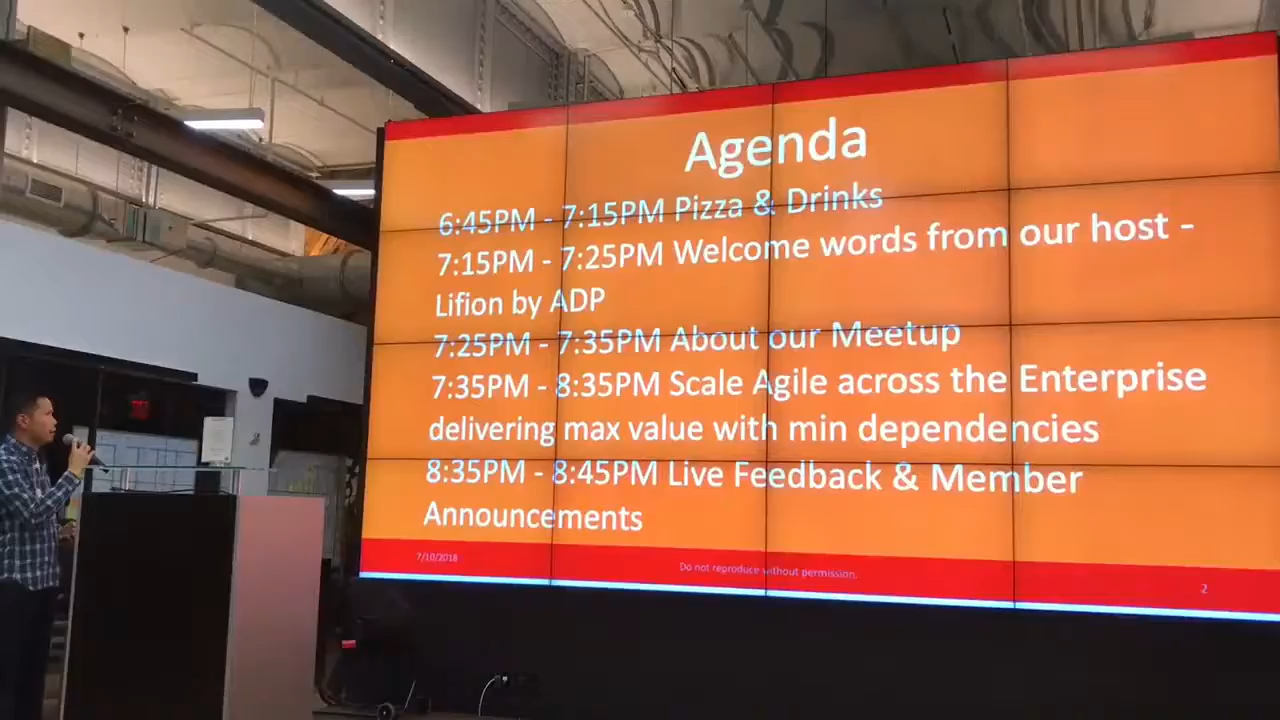 Agenda
6:45PM - 7:15PM Pizza & Drinks
7:15PM - 7:25PM Welcome words from our host -
Lifion by ADP
7:25PM - 7:35PM About our Meetup
7:35PM - 8:35PM Scale Agile across the Enterprise
delivering max value with min dependencies
8:35PM - 8:45PM Live Feedback & Member
Announcements
7/10/2018
Do not reproduce without permission.
2